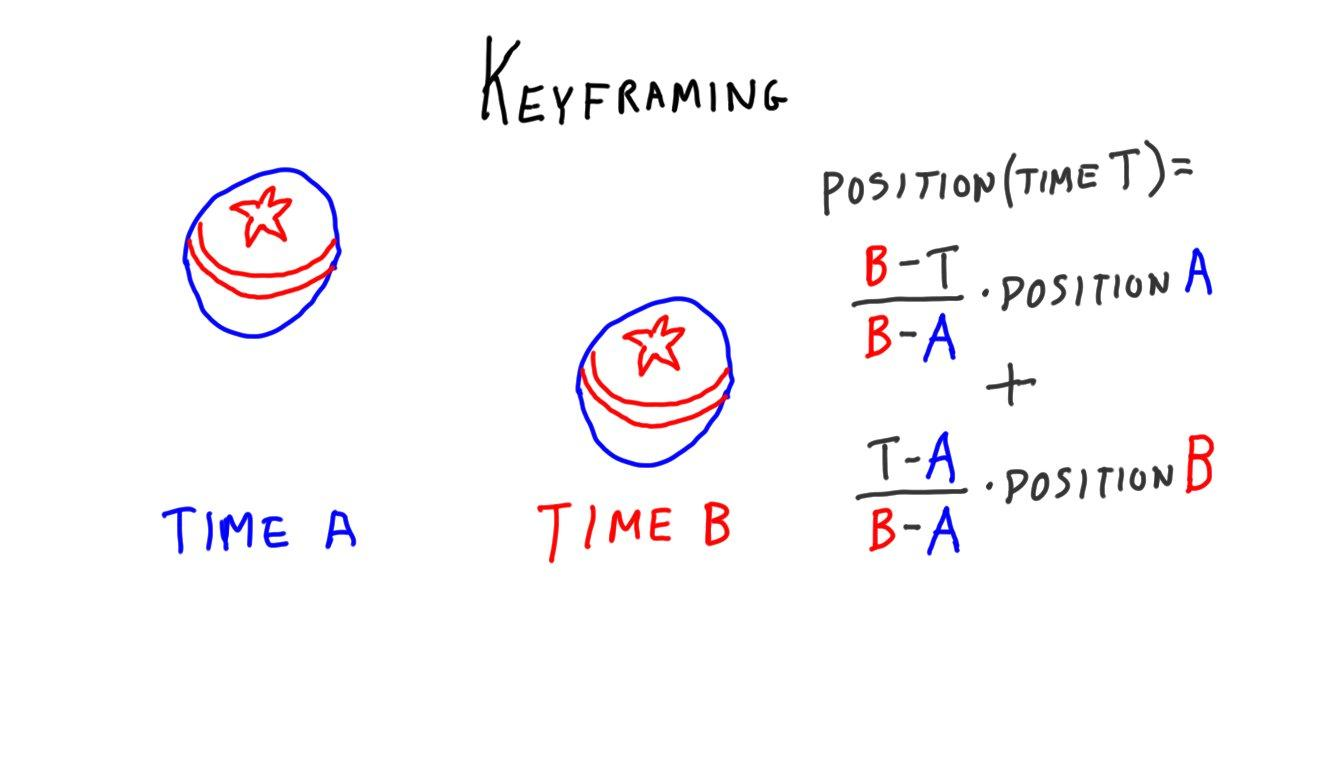 KEYFRAMING
POSITION(TIME T)=
B-T
B-A
·POSITION A
+
T-A
B-A
·POSITION B
TIME A
TIME B